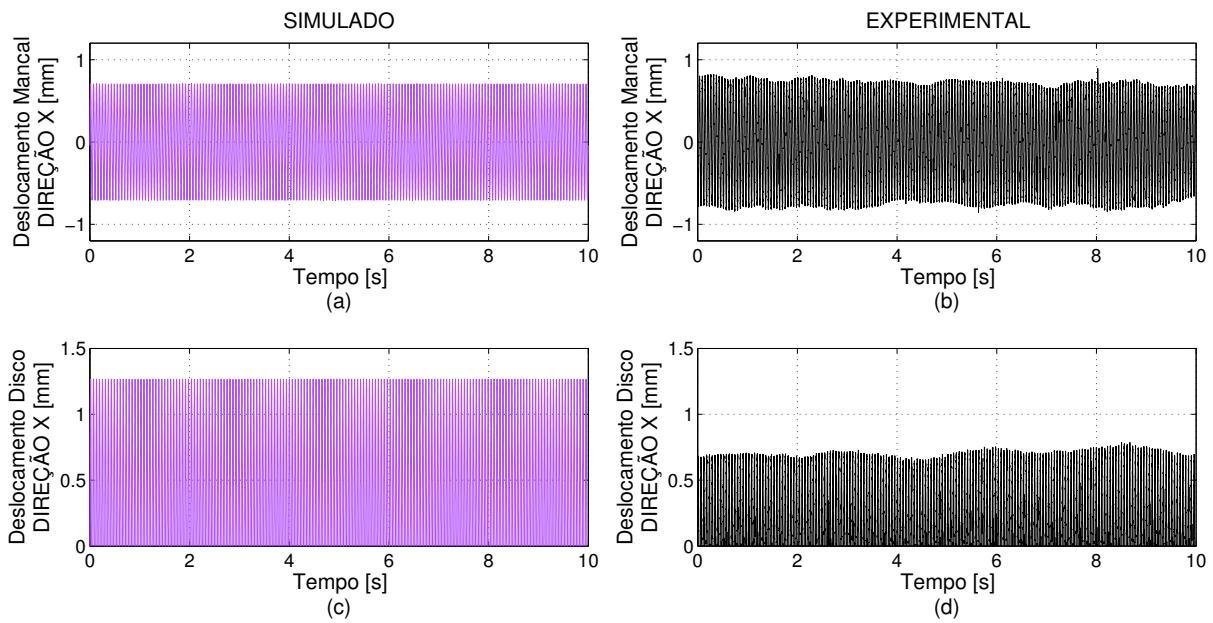 SIMULADO
Deslocamento Mancal
DIREÇÃO X [mm]
1
0
−1
0 2 4 6 8 10
Tempo [s]
(a)
EXPERIMENTAL
Deslocamento Mancal
DIREÇÃO X [mm]
1
0
−1
0 2 4 6 8 10
Tempo [s]
(b)
Deslocamento Disco
DIREÇÃO X [mm]
1.5
1
0.5
0
0 2 4 6 8 10
Tempo [s]
(c)
Deslocamento Disco
DIREÇÃO X [mm]
1.5
1
0.5
0
0 2 4 6 8 10
Tempo [s]
(d)